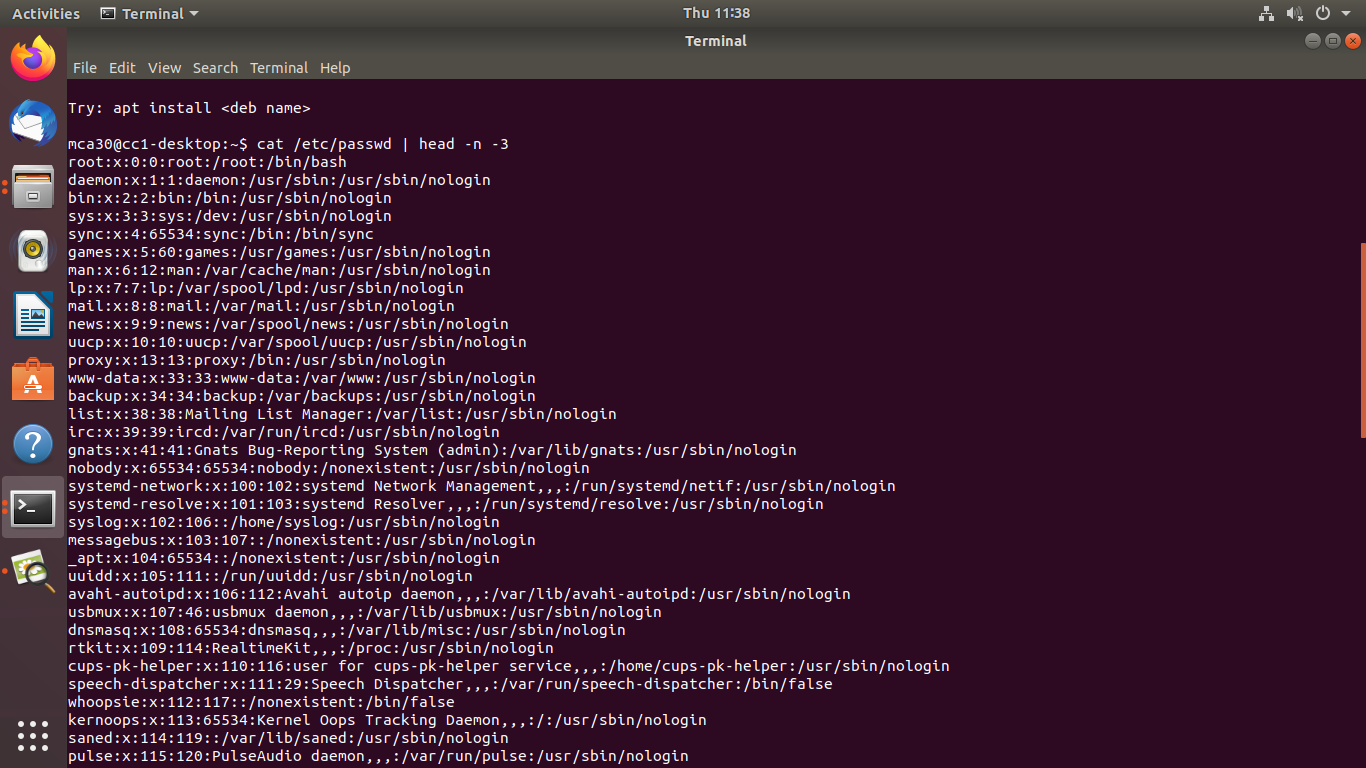 Activities Terminal Thu 11:38
Terminal
File Edit View Search Terminal Help
Try: apt install <deb name>
mca30@cc1-desktop:~$ cat /etc/passwd | head -n -3
root:x:0:0:root:/root:/bin/bash
daemon:x:1:1:daemon:/usr/sbin:/usr/sbin/nologin
bin:x:2:2:bin:/bin:/usr/sbin/nologin
sys:x:3:3:sys:/dev:/usr/sbin/nologin
sync:x:4:65534:sync:/bin:/bin/sync
games:x:5:60:games:/usr/games:/usr/sbin/nologin
man:x:6:12:man:/var/cache/man:/usr/sbin/nologin
lp:x:7:7:lp:/var/spool/lpd:/usr/sbin/nologin
mail:x:8:8:mail:/var/mail:/usr/sbin/nologin
news:x:9:9:news:/var/spool/news:/usr/sbin/nologin
uucp:x:10:10:uucp:/var/spool/uucp:/usr/sbin/nologin
proxy:x:13:13:proxy:/bin:/usr/sbin/nologin
www-data:x:33:33:www-data:/var/www:/usr/sbin/nologin
backup:x:34:34:backup:/var/backups:/usr/sbin/nologin
list:x:38:38:Mailing List Manager:/var/list:/usr/sbin/nologin
irc:x:39:39:ircd:/var/run/ircd:/usr/sbin/nologin
gnats:x:41:41:Gnats Bug-Reporting System (admin):/var/lib/gnats:/usr/sbin/nologin
nobody:x:65534:65534:nobody:/nonexistent:/usr/sbin/nologin
systemd-network:x:100:102:systemd Network Management,,,:/run/systemd/netif:/usr/sbin/nologin
systemd-resolve:x:101:103:systemd Resolver,,,:/run/systemd/resolve:/usr/sbin/nologin
syslog:x:102:106::/home/syslog:/usr/sbin/nologin
messagebus:x:103:107::/nonexistent:/usr/sbin/nologin
_apt:x:104:65534::/nonexistent:/usr/sbin/nologin
uuidd:x:105:111::/run/uuidd:/usr/sbin/nologin
avahi-autoipd:x:106:112:Avahi autoip daemon,,,:/var/lib/avahi-autoipd:/usr/sbin/nologin
usbmux:x:107:46:usbmux daemon,,,:/var/lib/usbmux:/usr/sbin/nologin
dnsmasq:x:108:65534:dnsmasq,,,:/var/lib/misc:/usr/sbin/nologin
rtkit:x:109:114:RealtimeKit,,,:/proc:/usr/sbin/nologin
cups-pk-helper:x:110:116:user for cups-pk-helper service,,,:/home/cups-pk-helper:/usr/sbin/nologin
speech-dispatcher:x:111:29:Speech Dispatcher,,,:/var/run/speech-dispatcher:/bin/false
whoopsie:x:112:117::/nonexistent:/bin/false
kernoops:x:113:65534:Kernel Oops Tracking Daemon,,,:/:/usr/sbin/nologin
saned:x:114:119::/var/lib/saned:/usr/sbin/nologin
pulse:x:115:120:PulseAudio daemon,,,:/var/run/pulse:/usr/sbin/nologin